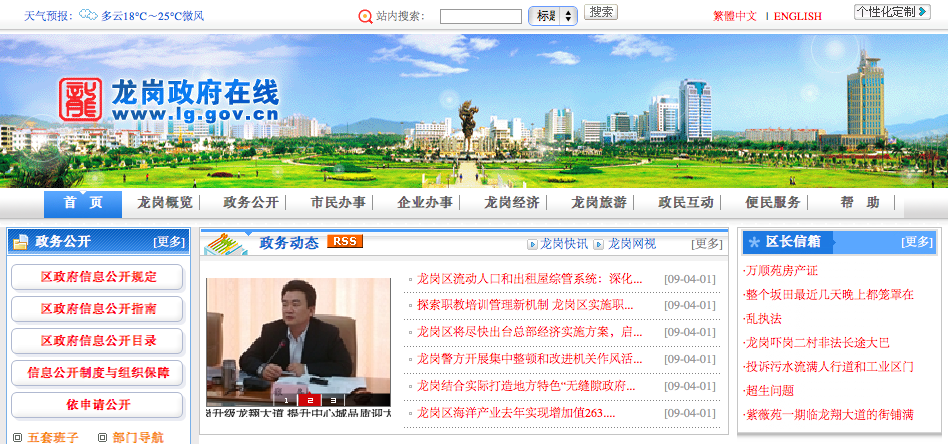 天气预报： 多云18°C～25°C微风
站内搜索： 标题 搜索
繁體中文 | ENGLISH
个性化定制
龍
龙岗政府在线
www.lg.gov.cn
首 页 龙岗概览 政务公开 市民办事 企业办事 龙岗经济 龙岗旅游 政民互动 便民服务 帮 助
政务公开 [更多]
区政府信息公开规定
区政府信息公开指南
区政府信息公开目录
信息公开制度与组织保障
依申请公开
五套班子 部门导航
政务动态 RSS 龙岗快讯 龙岗网视 [更多]
1 2 3
岗升级龙翔大道 提升中心城品质迎大
龙岗区流动人口和出租屋综管系统：深化... [09-04-01]
探索职教培训管理新机制 龙岗区实施职... [09-04-01]
龙岗区将尽快出台总部经济实施方案，启... [09-04-01]
龙岗警方开展集中整顿和改进机关作风活... [09-04-01]
龙岗结合实际打造地方特色“无缝隙政府... [09-04-01]
龙岗区海洋产业去年实现增加值263.... [09-04-01]
区长信箱 [更多]
·万顺苑房产证
·整个坂田最近几天晚上都笼罩在
·乱执法
·龙岗吓岗二村非法长途大巴
·投诉污水流满人行道和工业区门
·超生问题
·紫薇苑一期临龙翔大道的街铺满